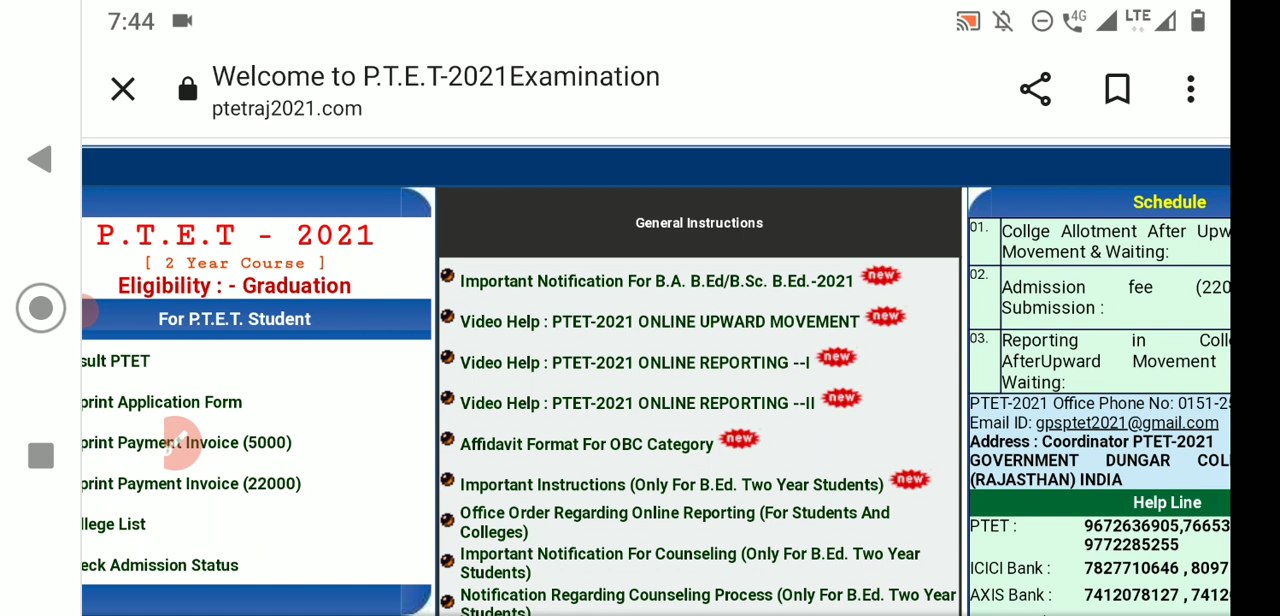 7:44
4G LTE
Welcome to P.T.E.T-2021Examination
ptetraj2021.com
P.T.E.T - 2021
[ 2 Year Course ]
Eligibility : - Graduation
For P.T.E.T. Student
sult PTET
print Application Form
print Payment Invoice (5000)
print Payment Invoice (22000)
llege List
eck Admission Status
General Instructions
Important Notification For B.A. B.Ed/B.Sc. B.Ed.-2021 new
Video Help : PTET-2021 ONLINE UPWARD MOVEMENT new
Video Help : PTET-2021 ONLINE REPORTING --I new
Video Help : PTET-2021 ONLINE REPORTING --II new
Affidavit Format For OBC Category new
Important Instructions (Only For B.Ed. Two Year Students) new
Office Order Regarding Online Reporting (For Students And
Colleges)
Important Notification For Counseling (Only For B.Ed. Two Year
Students)
Notification Regarding Counseling Process (Only For B.Ed. Two Year
Students)
Schedule
01. Collge Allotment After Upw
Movement & Waiting:
02.
Admission fee (220
Submission :
03. Reporting in Coll
AfterUpward Movement
Waiting:
PTET-2021 Office Phone No: 0151-2
Email ID: gpsptet2021@gmail.com
Address : Coordinator PTET-2021
GOVERNMENT DUNGAR COL
(RAJASTHAN) INDIA
Help Line
PTET : 9672636905,76653
9772285255
ICICI Bank : 7827710646 , 8097
AXIS Bank : 7412078127 , 7412